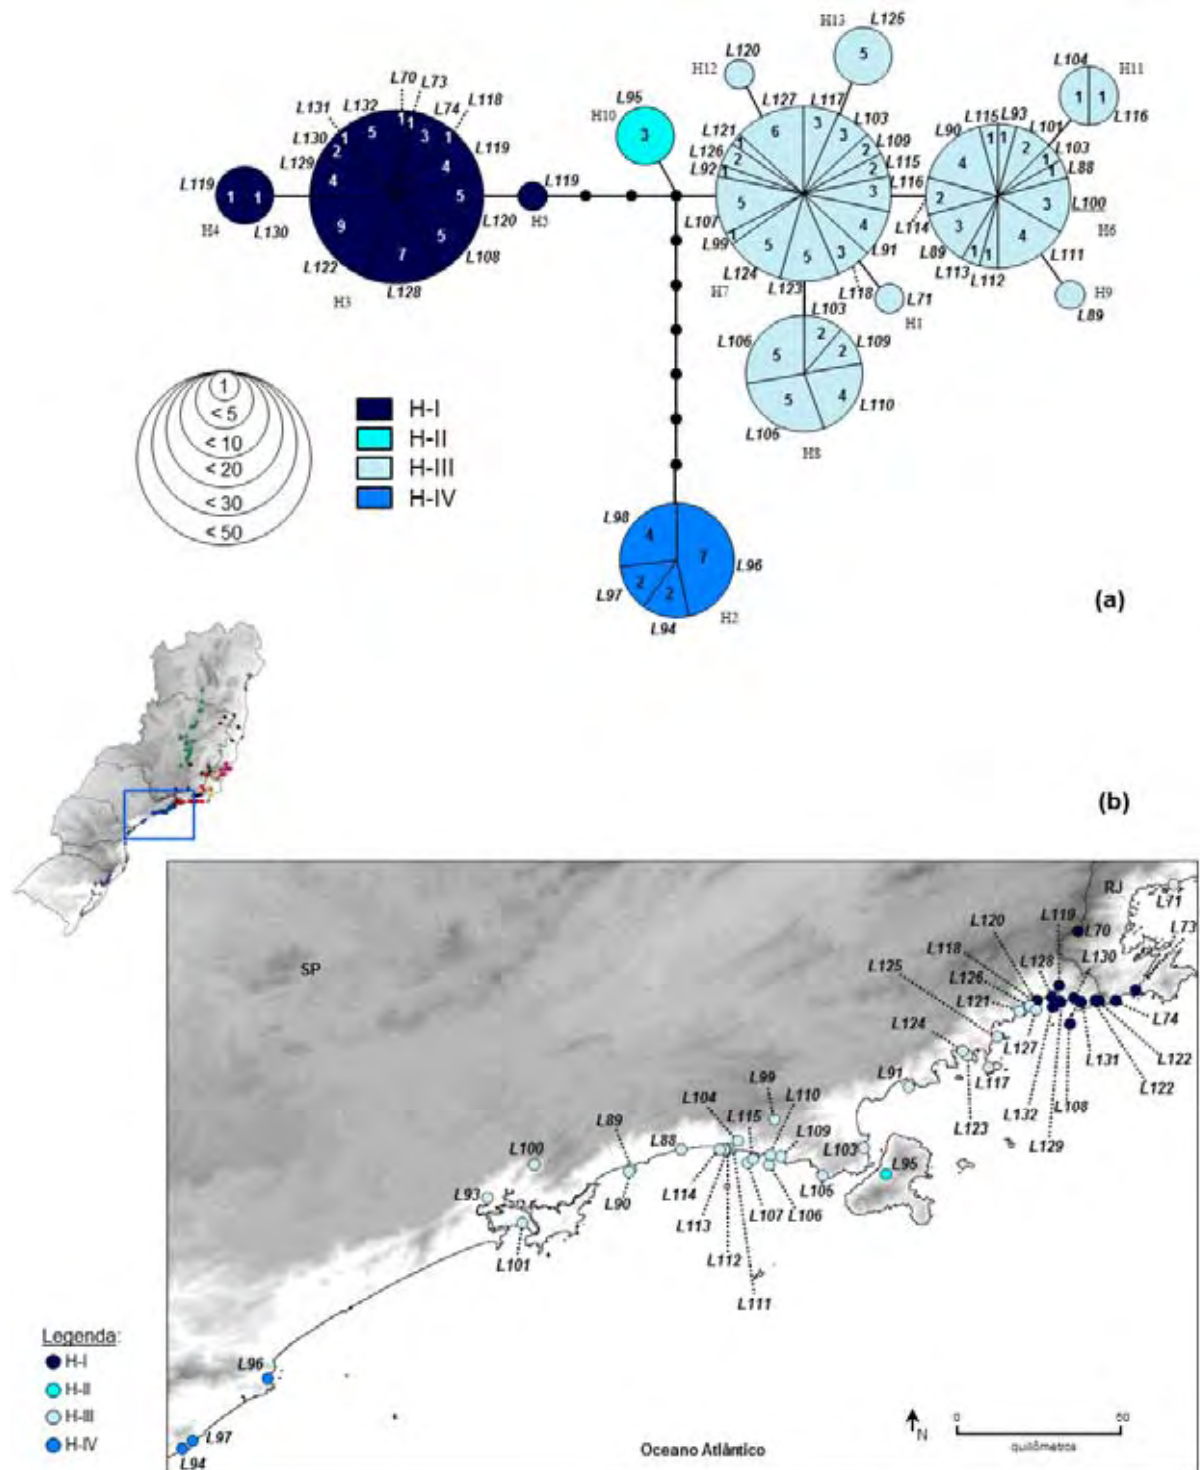 H13
L125
5
L120
H12
L104
H11
1 1
L116
L70
L73
L74
L118
L131
L132
L130
L129
L119
L120
L108
L128
L122
H3
1 1 3 1 4 5 5 7 9 4 2 1 5
L119
1 1
L130
H4
L119
H5
L95
H10
3
L127
L117
L103
L109
L115
L116
L91
L118
L123
L124
L99
L107
L92
L126
L121
H7
6 3 3 2 2 3 4 3 5 5 1 5 1 2 1
L71
H1
L115
L93
L101
L103
L88
L100
H6
L111
L112
L113
L89
L114
L90
1 1 2 1 1 3 4 1 1 3 2 4
H9
L89
L103
L109
L110
L106
L106
H8
2 2 4 5 5
1
< 5
< 10
< 20
< 30
< 50
H-I
H-II
H-III
H-IV
L98
4
7
L96
L97
2
2
L94
H2
(a)
(b)
RJ
L71
L119
L70
L73
L120
L118
L128
L130
L125
L126
L121
L74
L124
L127
L122
L131
L122
L117
L91
L132
L108
L123
L129
L99
L104
L110
L115
L89
L109
L88
L100
L103
L95
L93
L114
L90
L107
L106
L106
L113
L101
L112
L111
SP
Legenda:
H-I
H-II
H-III
H-IV
L96
L97
L94
N
0
50
quilômetros
Oceano Atlântico